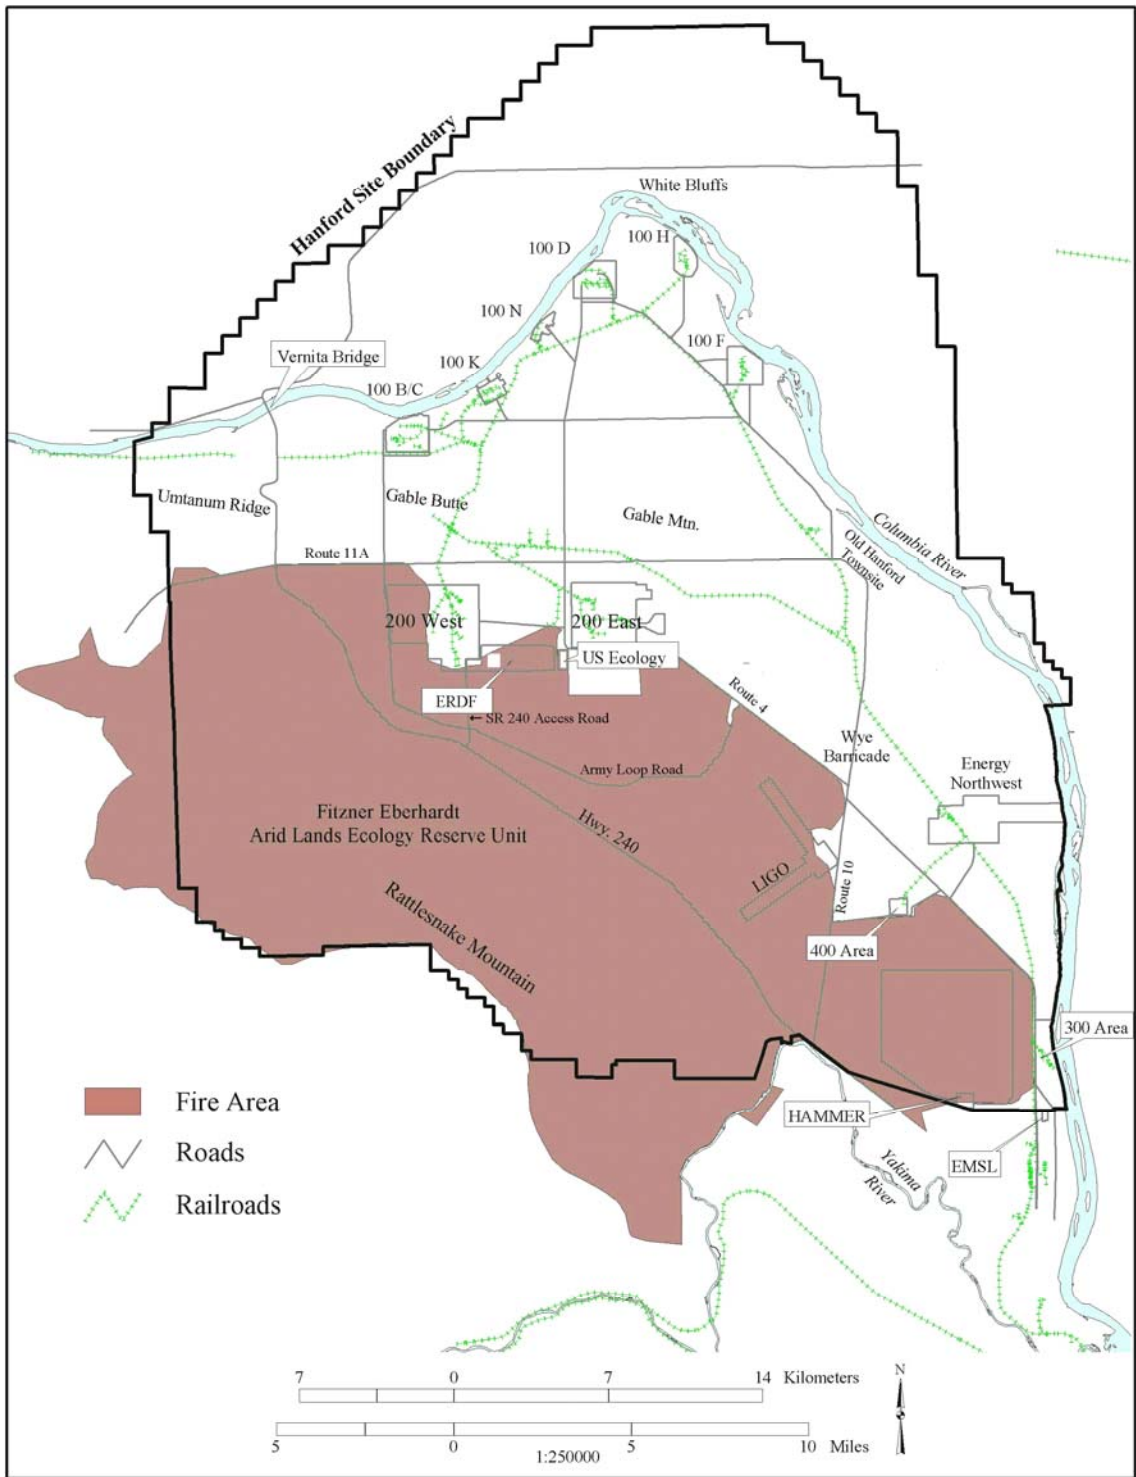 Hanford Site Boundary
White Bluffs
100 H
100 D
100 N
100 F
Vernita Bridge
100 K
100 B/C
Umtanum Ridge
Gable Butte
Gable Mtn.
Columbia River
Old Hanford
Townsite
Route 11A
200 West
200 East
US Ecology
ERDF
Route 4
← SR 240 Access Road
Wye
Barricade
Army Loop Road
Energy
Northwest
Fitzner Eberhardt
Arid Lands Ecology Reserve Unit
Hwy. 240
LIGO
Route 10
Rattlesnake Mountain
400 Area
300 Area
HAMMER
EMSL
Yakima
River
Fire Area
Roads
Railroads
7 0 7 14 Kilometers
N
5 0 5 10 Miles
1:250000